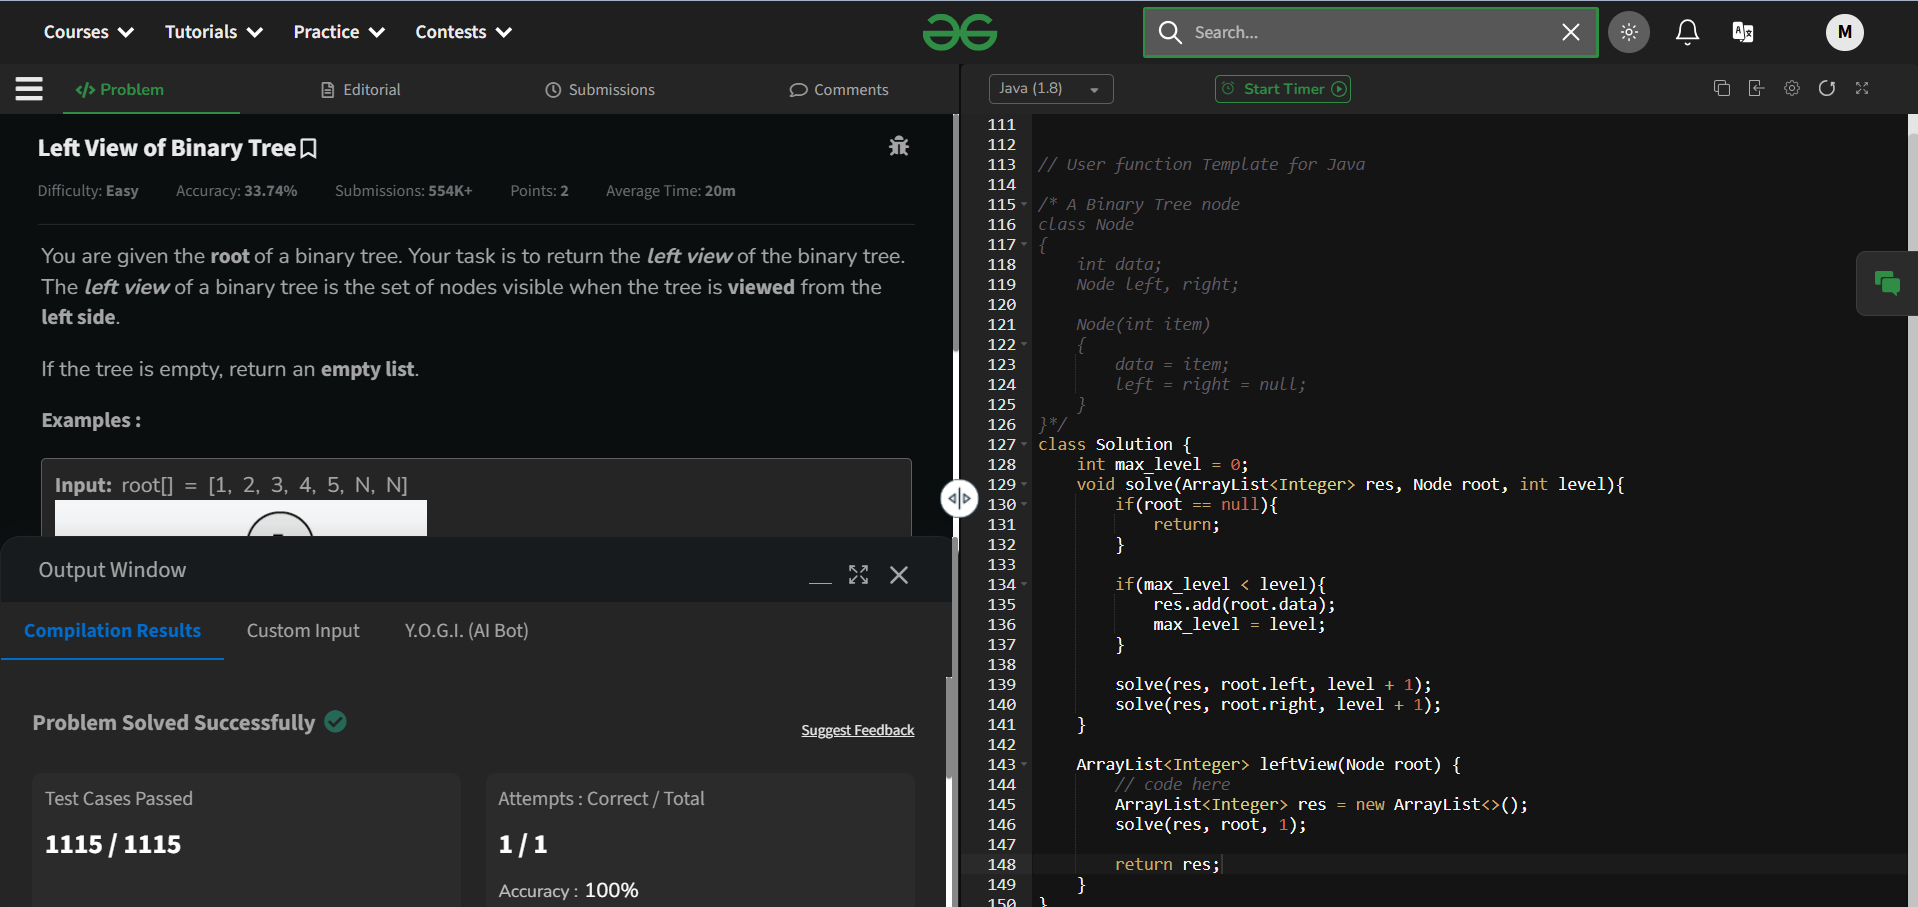 Courses Tutorials Practice Contests
Search...
M
</> Problem Editorial Submissions Comments
Java (1.8) Start Timer
Left View of Binary Tree
Difficulty: Easy Accuracy: 33.74% Submissions: 554K+ Points: 2 Average Time: 20m
You are given the root of a binary tree. Your task is to return the left view of the binary tree.
The left view of a binary tree is the set of nodes visible when the tree is viewed from the
left side.
If the tree is empty, return an empty list.
Examples :
Input: root[] = [1, 2, 3, 4, 5, N, N]
Output Window
Compilation Results Custom Input Y.O.G.I. (AI Bot)
Problem Solved Successfully
Suggest Feedback
Test Cases Passed
1115 / 1115
Attempts : Correct / Total
1 / 1
Accuracy : 100%
111
112
113 // User function Template for Java
114
115 /* A Binary Tree node
116 class Node
117 {
118     int data;
119     Node left, right;
120
121     Node(int item)
122     {
123         data = item;
124         left = right = null;
125     }
126 }*/
127 class Solution {
128     int max_level = 0;
129     void solve(ArrayList<Integer> res, Node root, int level){
130         if(root == null){
131             return;
132         }
133
134         if(max_level < level){
135             res.add(root.data);
136             max_level = level;
137         }
138
139         solve(res, root.left, level + 1);
140         solve(res, root.right, level + 1);
141     }
142
143     ArrayList<Integer> leftView(Node root) {
144         // code here
145         ArrayList<Integer> res = new ArrayList<>();
146         solve(res, root, 1);
147
148         return res;
149     }
150 }